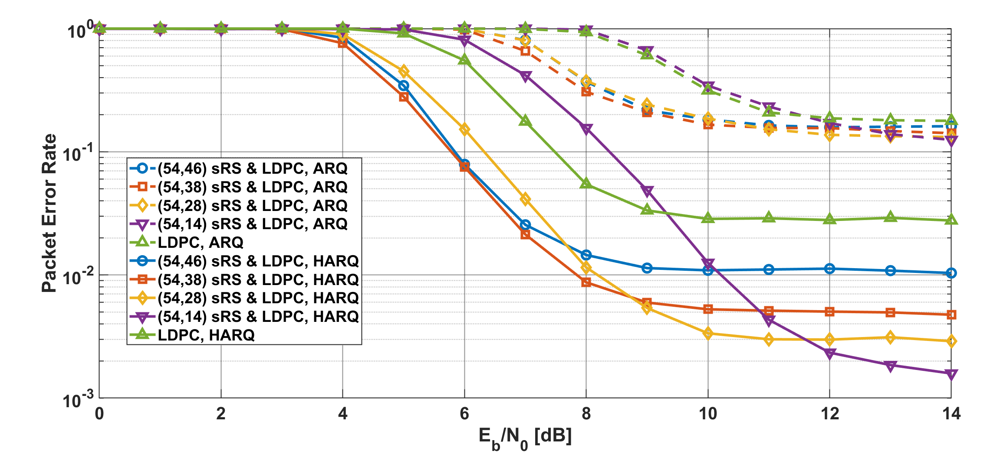 10^0
10^-1
10^-2
10^-3
Packet Error Rate
(54,46) sRS & LDPC, ARQ
(54,38) sRS & LDPC, ARQ
(54,28) sRS & LDPC, ARQ
(54,14) sRS & LDPC, ARQ
LDPC, ARQ
(54,46) sRS & LDPC, HARQ
(54,38) sRS & LDPC, HARQ
(54,28) sRS & LDPC, HARQ
(54,14) sRS & LDPC, HARQ
LDPC, HARQ
0 2 4 6 8 10 12 14
E_b/N_0 [dB]